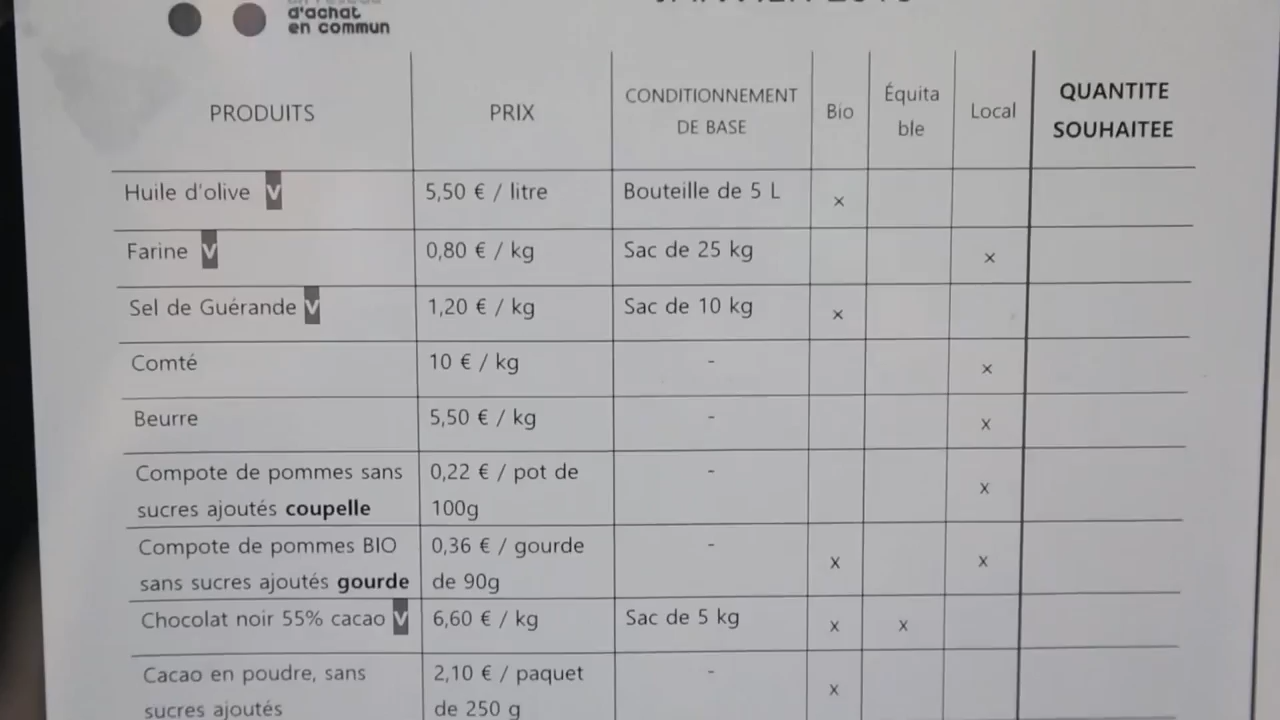 d'achat
en commun
PRODUITS
PRIX
CONDITIONNEMENT
DE BASE
Bio
Équita
ble
Local
QUANTITE
SOUHAITEE
Huile d'olive V 5,50 € / litre Bouteille de 5 L x
Farine V 0,80 € / kg Sac de 25 kg x
Sel de Guérande V 1,20 € / kg Sac de 10 kg x
Comté 10 € / kg - x
Beurre 5,50 € / kg - x
Compote de pommes sans 0,22 € / pot de -
sucres ajoutés coupelle 100g x
Compote de pommes BIO 0,36 € / gourde -
sans sucres ajoutés gourde de 90g x x
Chocolat noir 55% cacao V 6,60 € / kg Sac de 5 kg x x
Cacao en poudre, sans 2,10 € / paquet - x
sucres ajoutés de 250 g